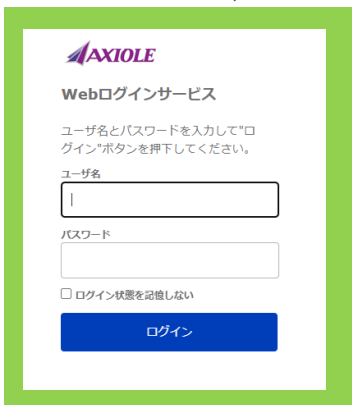 AXIOLE
Webログインサービス
ユーザ名とパスワードを入力して"ロ
グイン"ボタンを押下してください。
ユーザ名
パスワード
ログイン状態を記憶しない
ログイン